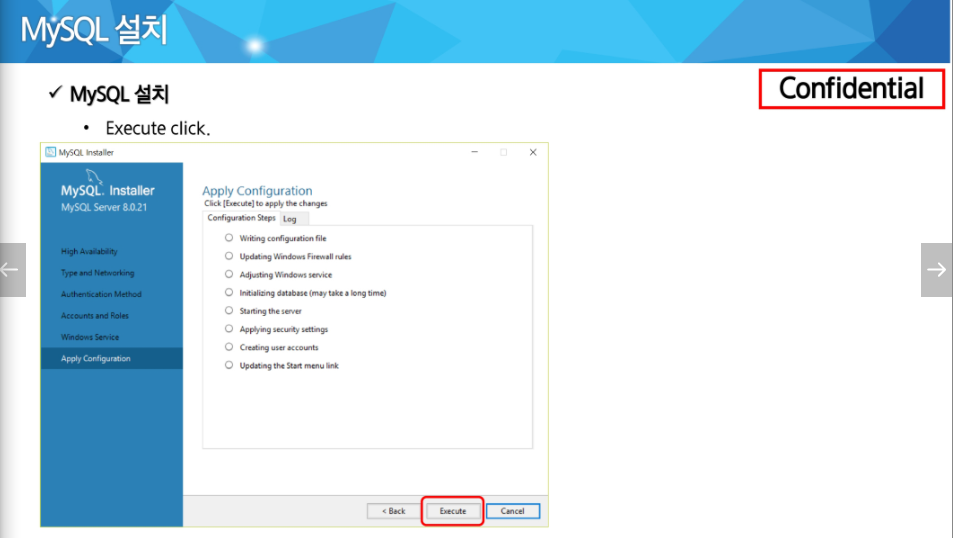 MySQL 설치
Confidential
✓ MySQL 설치
• Execute click.
MySQL Installer
MySQL. Installer
MySQL Server 8.0.21
High Availability
Type and Networking
Authentication Method
Accounts and Roles
Windows Service
Apply Configuration
Apply Configuration
Click [Execute] to apply the changes
Configuration Steps Log
Writing configuration file
Updating Windows Firewall rules
Adjusting Windows service
Initializing database (may take a long time)
Starting the server
Applying security settings
Creating user accounts
Updating the Start menu link
< Back Execute Cancel